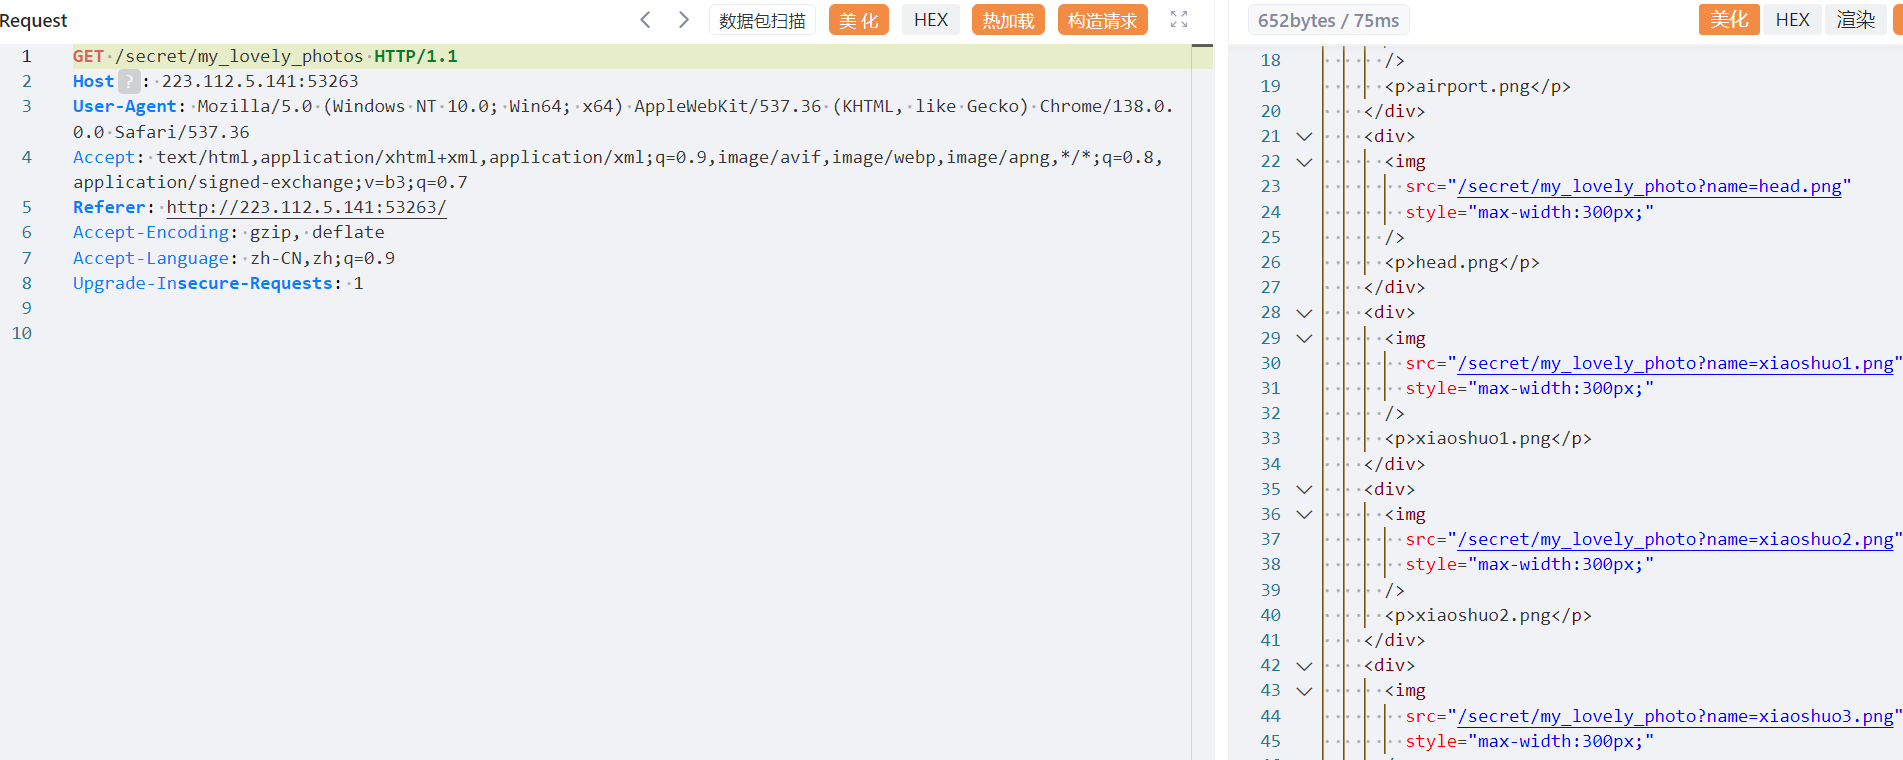 Request
数据包扫描
美 化
HEX
热加载
构造请求
1 GET /secret/my_lovely_photos HTTP/1.1
2 Host ? : 223.112.5.141:53263
3 User-Agent: Mozilla/5.0 (Windows NT 10.0; Win64; x64) AppleWebKit/537.36 (KHTML, like Gecko) Chrome/138.0.
0.0 Safari/537.36
4 Accept: text/html,application/xhtml+xml,application/xml;q=0.9,image/avif,image/webp,image/apng,*/*;q=0.8,
application/signed-exchange;v=b3;q=0.7
5 Referer: http://223.112.5.141:53263/
6 Accept-Encoding: gzip, deflate
7 Accept-Language: zh-CN,zh;q=0.9
8 Upgrade-Insecure-Requests: 1
9
10
652bytes / 75ms
美化
HEX
渲染
18 />
19 <p>airport.png</p>
20 </div>
21 <div>
22 <img
23 src="/secret/my_lovely_photo?name=head.png"
24 style="max-width:300px;"
25 />
26 <p>head.png</p>
27 </div>
28 <div>
29 <img
30 src="/secret/my_lovely_photo?name=xiaoshuo1.png"
31 style="max-width:300px;"
32 />
33 <p>xiaoshuo1.png</p>
34 </div>
35 <div>
36 <img
37 src="/secret/my_lovely_photo?name=xiaoshuo2.png"
38 style="max-width:300px;"
39 />
40 <p>xiaoshuo2.png</p>
41 </div>
42 <div>
43 <img
44 src="/secret/my_lovely_photo?name=xiaoshuo3.png"
45 style="max-width:300px;"